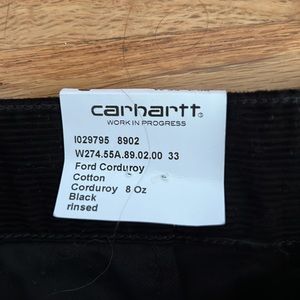 carhartt
WORK IN PROGRESS
I029795 8902
W274.55A.89.02.00 33
Ford Corduroy
Cotton
Corduroy 8 Oz
Black
rinsed